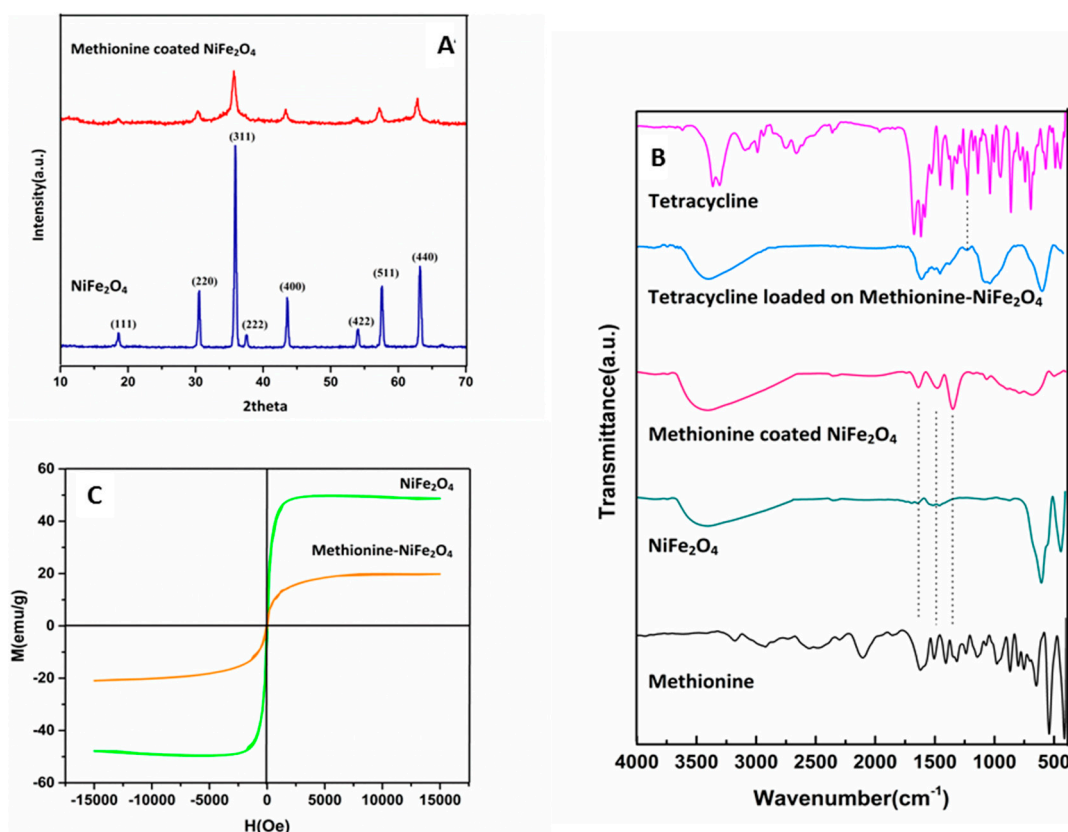 A
Methionine coated NiFe₂O₄
(311)
NiFe₂O₄
(111)
(220)
(222)
(400)
(422)
(511)
(440)
Intensity(a.u.)
10 20 30 40 50 60 70
2theta
B
Tetracycline
Tetracycline loaded on Methionine-NiFe₂O₄
Methionine coated NiFe₂O₄
NiFe₂O₄
Methionine
Transmittance(a.u.)
4000 3500 3000 2500 2000 1500 1000 500
Wavenumber(cm⁻¹)
C
NiFe₂O₄
Methionine-NiFe₂O₄
M(emu/g)
60
40
20
0
-20
-40
-60
-15000 -10000 -5000 0 5000 10000 15000
H(Oe)